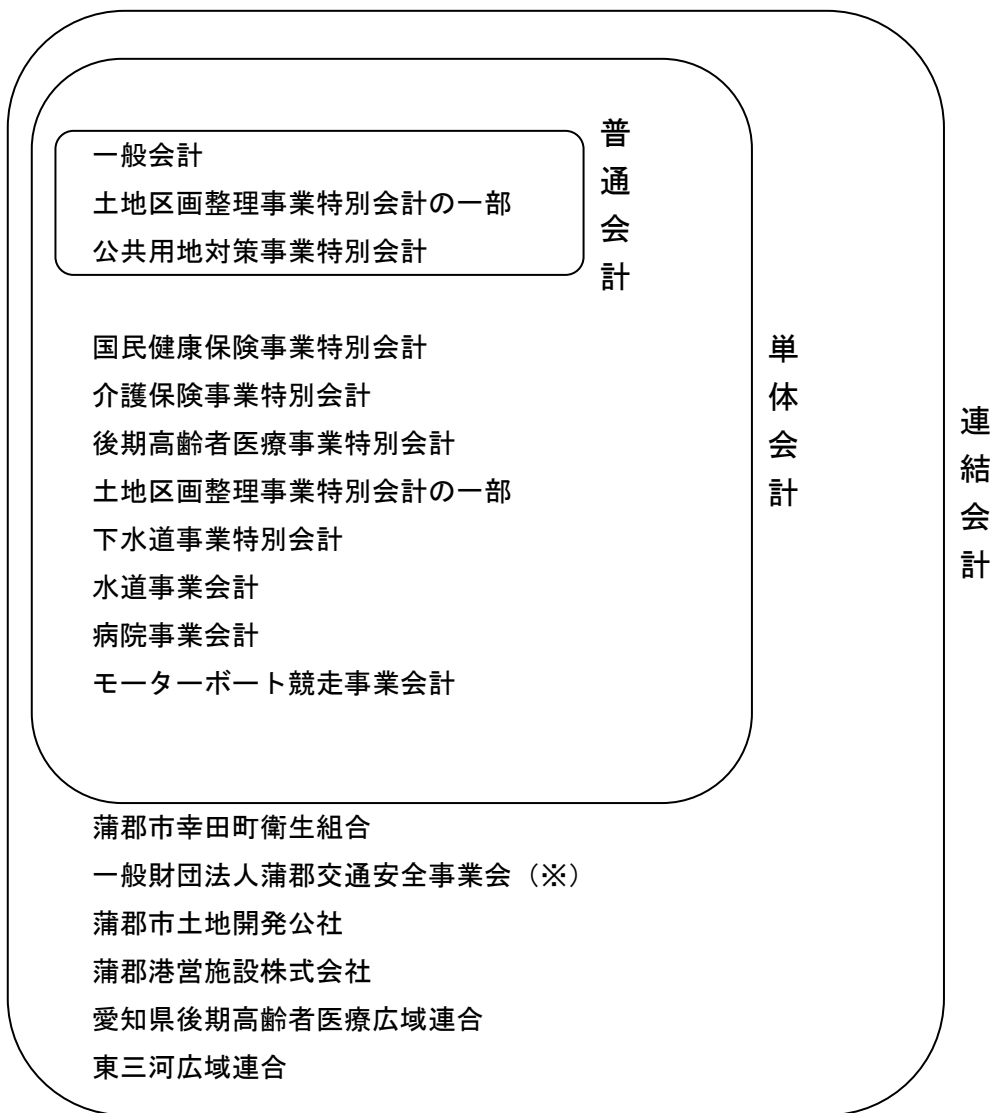 一般会計
土地区画整理事業特別会計の一部
公共用地対策事業特別会計
普通会計
国民健康保険事業特別会計
介護保険事業特別会計
後期高齢者医療事業特別会計
土地区画整理事業特別会計の一部
下水道事業特別会計
水道事業会計
病院事業会計
モーターボート競走事業会計
単体会計
蒲郡市幸田町衛生組合
一般財団法人蒲郡交通安全事業会（※）
蒲郡市土地開発公社
蒲郡港営施設株式会社
愛知県後期高齢者医療広域連合
東三河広域連合
連結会計